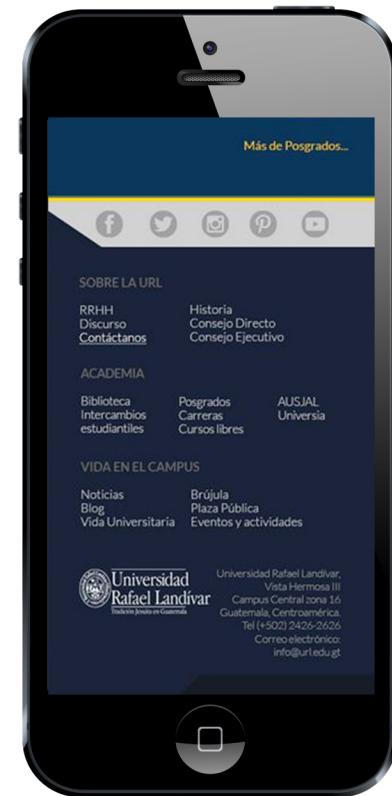 Más de Posgrados...
SOBRE LA URL
RRHH
Discurso
Contáctanos
Historia
Consejo Directo
Consejo Ejecutivo
ACADEMIA
Biblioteca
Intercambios
estudiantiles
Posgrados
Carreras
Cursos libres
AUSJAL
Universia
VIDA EN EL CAMPUS
Noticias
Blog
Vida Universitaria
Brújula
Plaza Pública
Eventos y actividades
Universidad
Rafael Landívar
Tradición Jesuita en Guatemala
Universidad Rafael Landívar,
Vista Hermosa III
Campus Central zona 16
Guatemala, Centroamérica.
Tel (+502) 2426-2626
Correo electrónico:
info@url.edu.gt